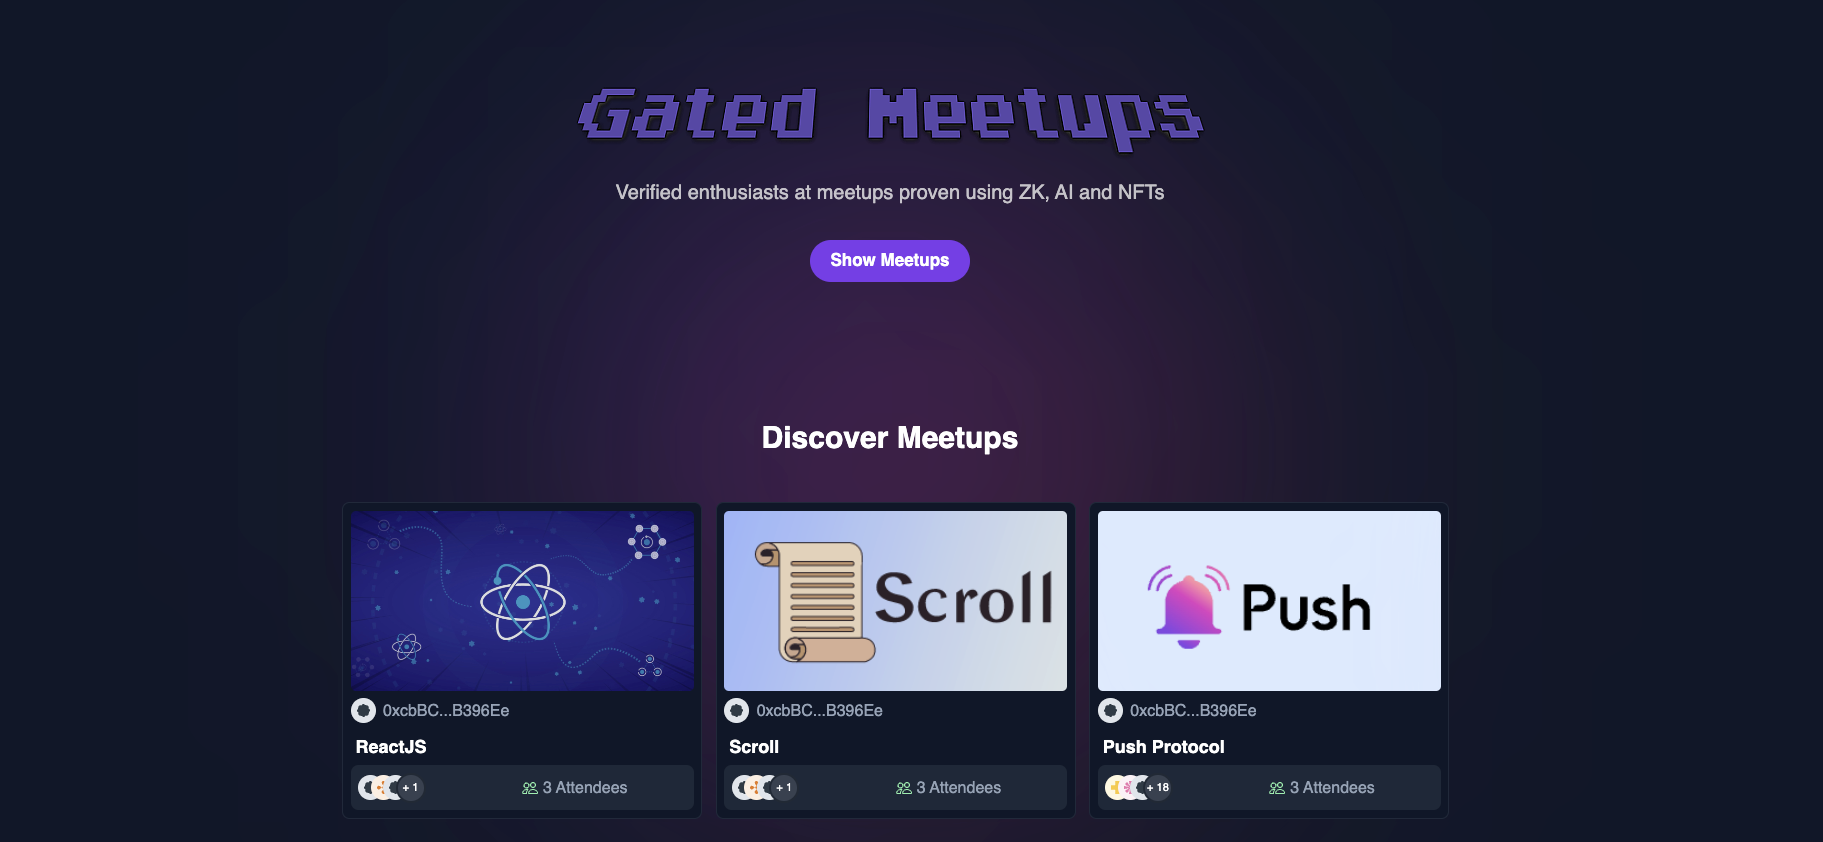 Gated Meetups
Verified enthusiasts at meetups proven using ZK, AI and NFTs
Show Meetups
Discover Meetups
Scroll
Push
0xcbBC...B396Ee
0xcbBC...B396Ee
0xcbBC...B396Ee
ReactJS
Scroll
Push Protocol
+ 1
3 Attendees
+ 1
3 Attendees
+ 18
3 Attendees